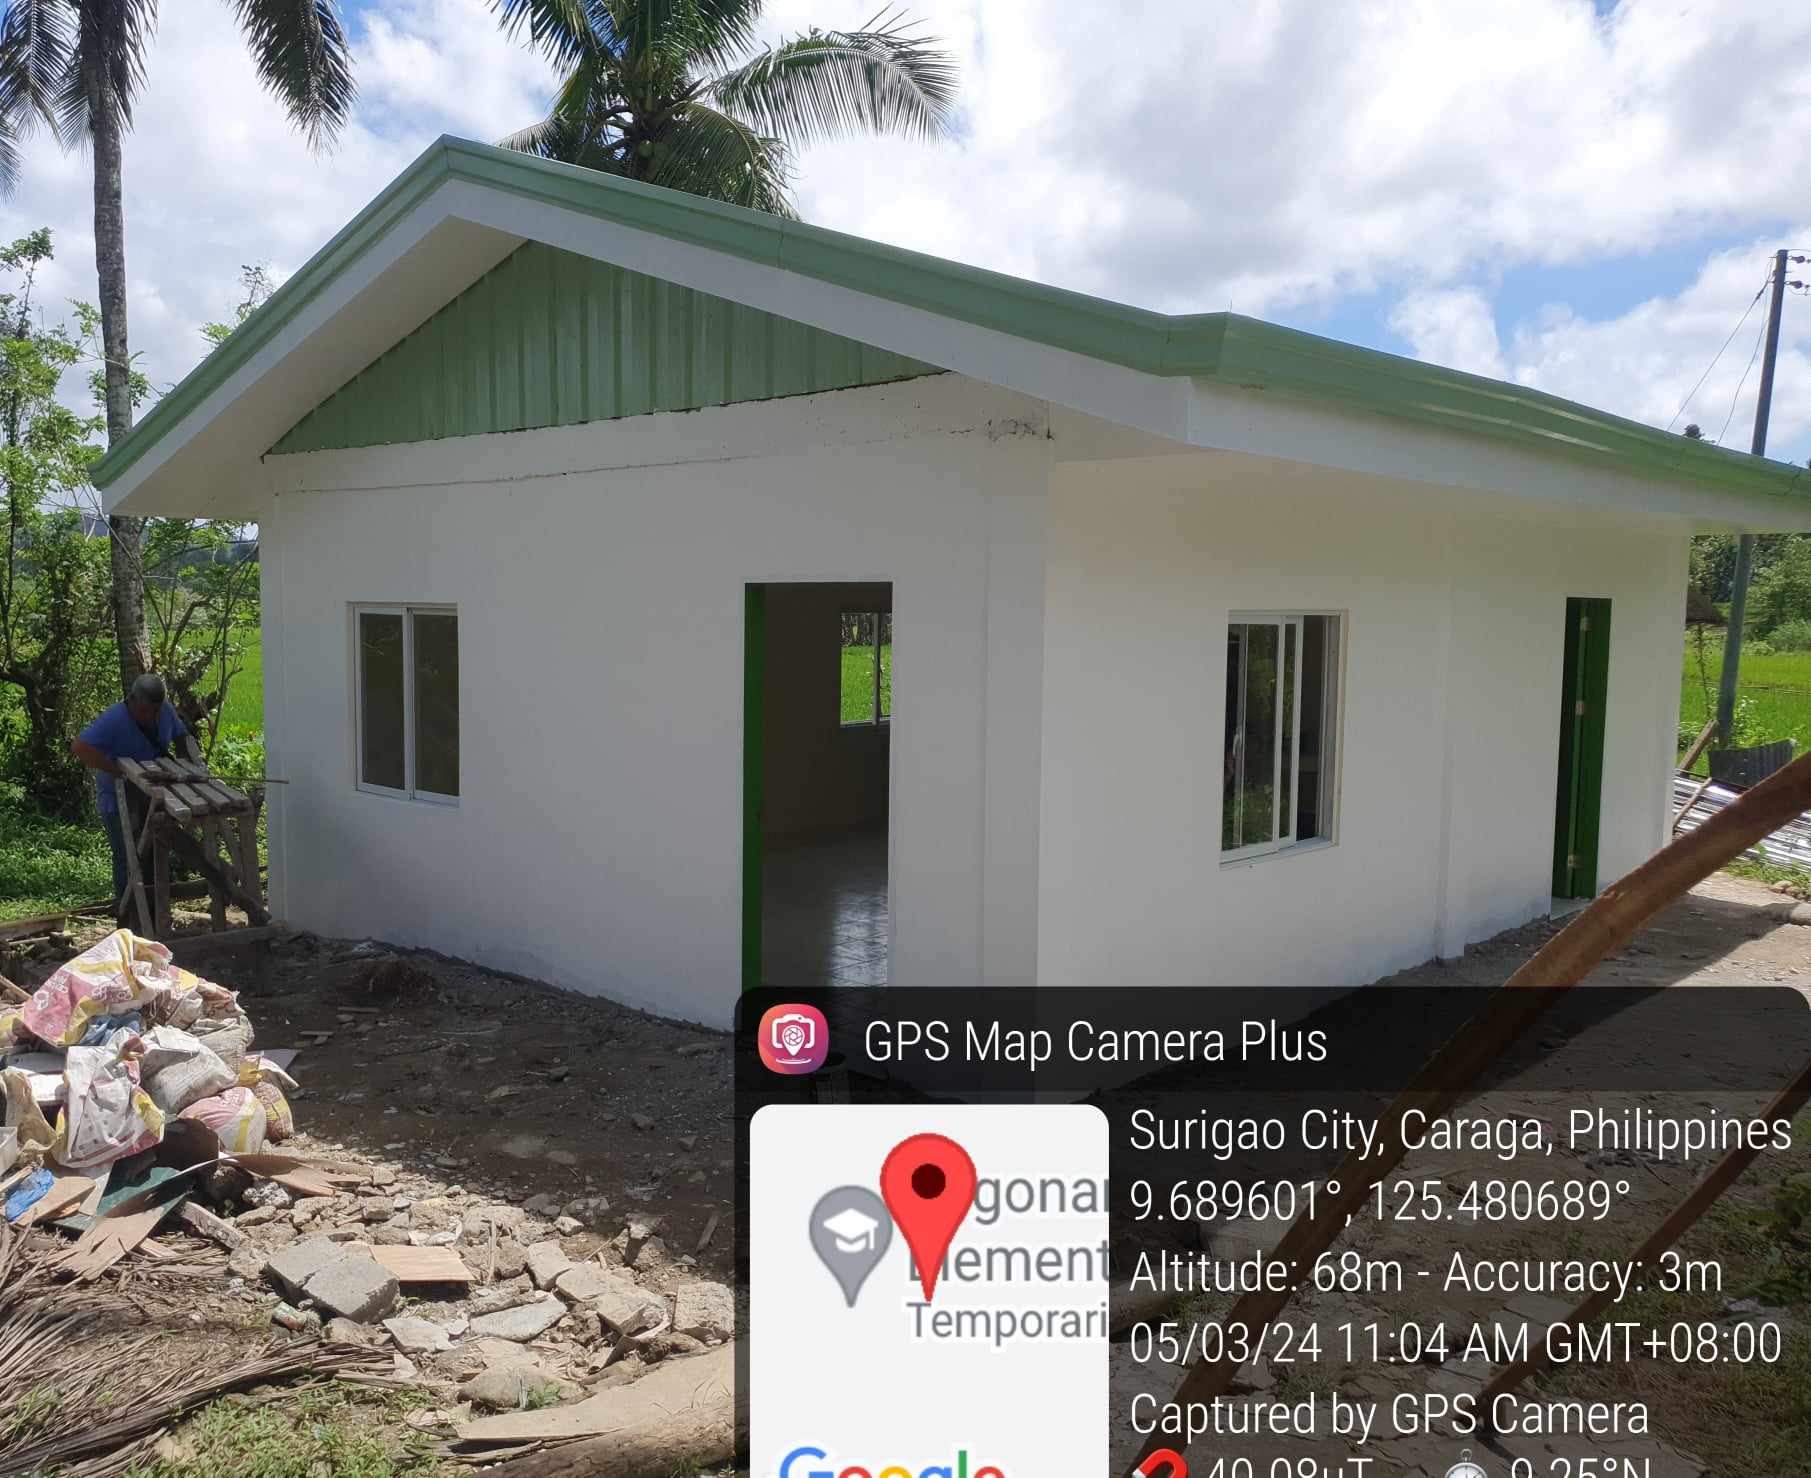 GPS Map Camera Plus
Surigao City, Caraga, Philippines
9.689601°, 125.480689°
Altitude: 68m - Accuracy: 3m
05/03/24 11:04 AM GMT+08:00
Captured by GPS Camera
Temporari
Google